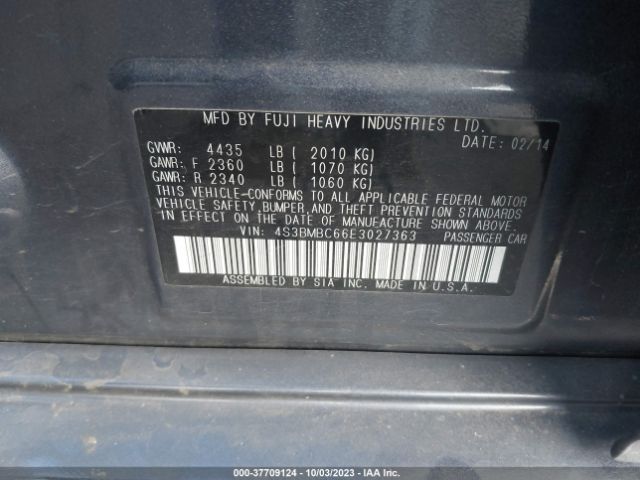 MFD BY FUJI HEAVY INDUSTRIES LTD.
DATE: 02/14
GVWR: 4435 LB ( 2010 KG)
GAWR: F 2360 LB ( 1070 KG)
GAWR: R 2340 LB ( 1060 KG)
THIS VEHICLE-CONFORMS TO ALL APPLICABLE FEDERAL MOTOR
VEHICLE SAFETY,BUMPER,AND THEFT PREVENTION STANDARDS
IN EFFECT ON THE DATE OF MANUFACTURE SHOWN ABOVE.
VIN: 4S3BMBC66E3027363 PASSENGER CAR
ASSEMBLED BY SIA INC. MADE IN U.S.A.
000-37709124 - 10/03/2023 - IAA Inc.